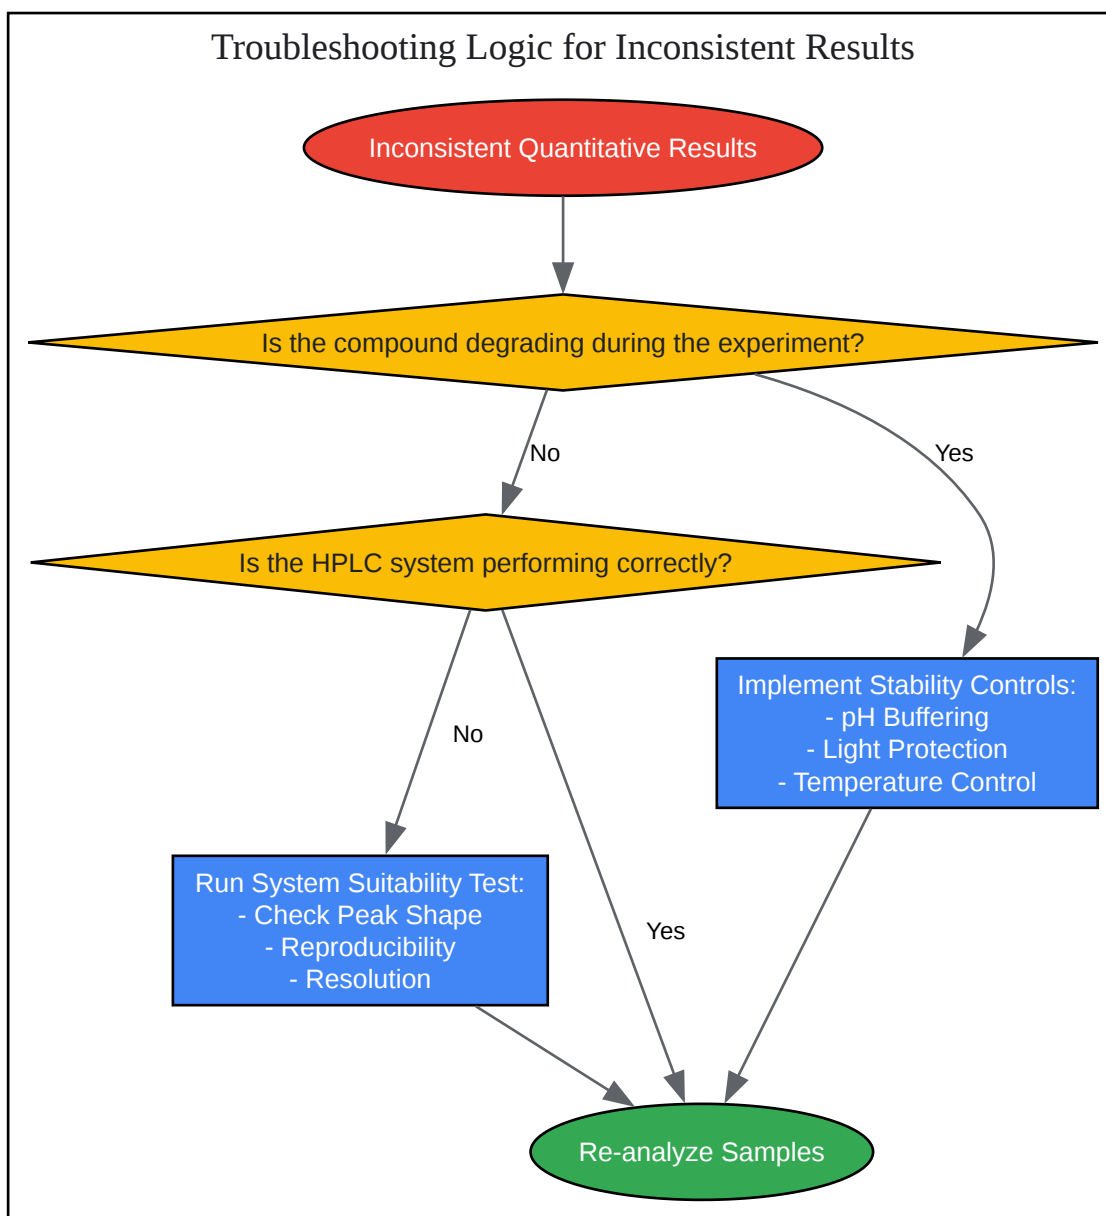 Troubleshooting Logic for Inconsistent Results
Inconsistent Quantitative Results
Is the compound degrading during the experiment?
No
Yes
Is the HPLC system performing correctly?
Implement Stability Controls:
- pH Buffering
- Light Protection
- Temperature Control
No
Run System Suitability Test:
- Check Peak Shape
- Reproducibility
- Resolution
Yes
Re-analyze Samples